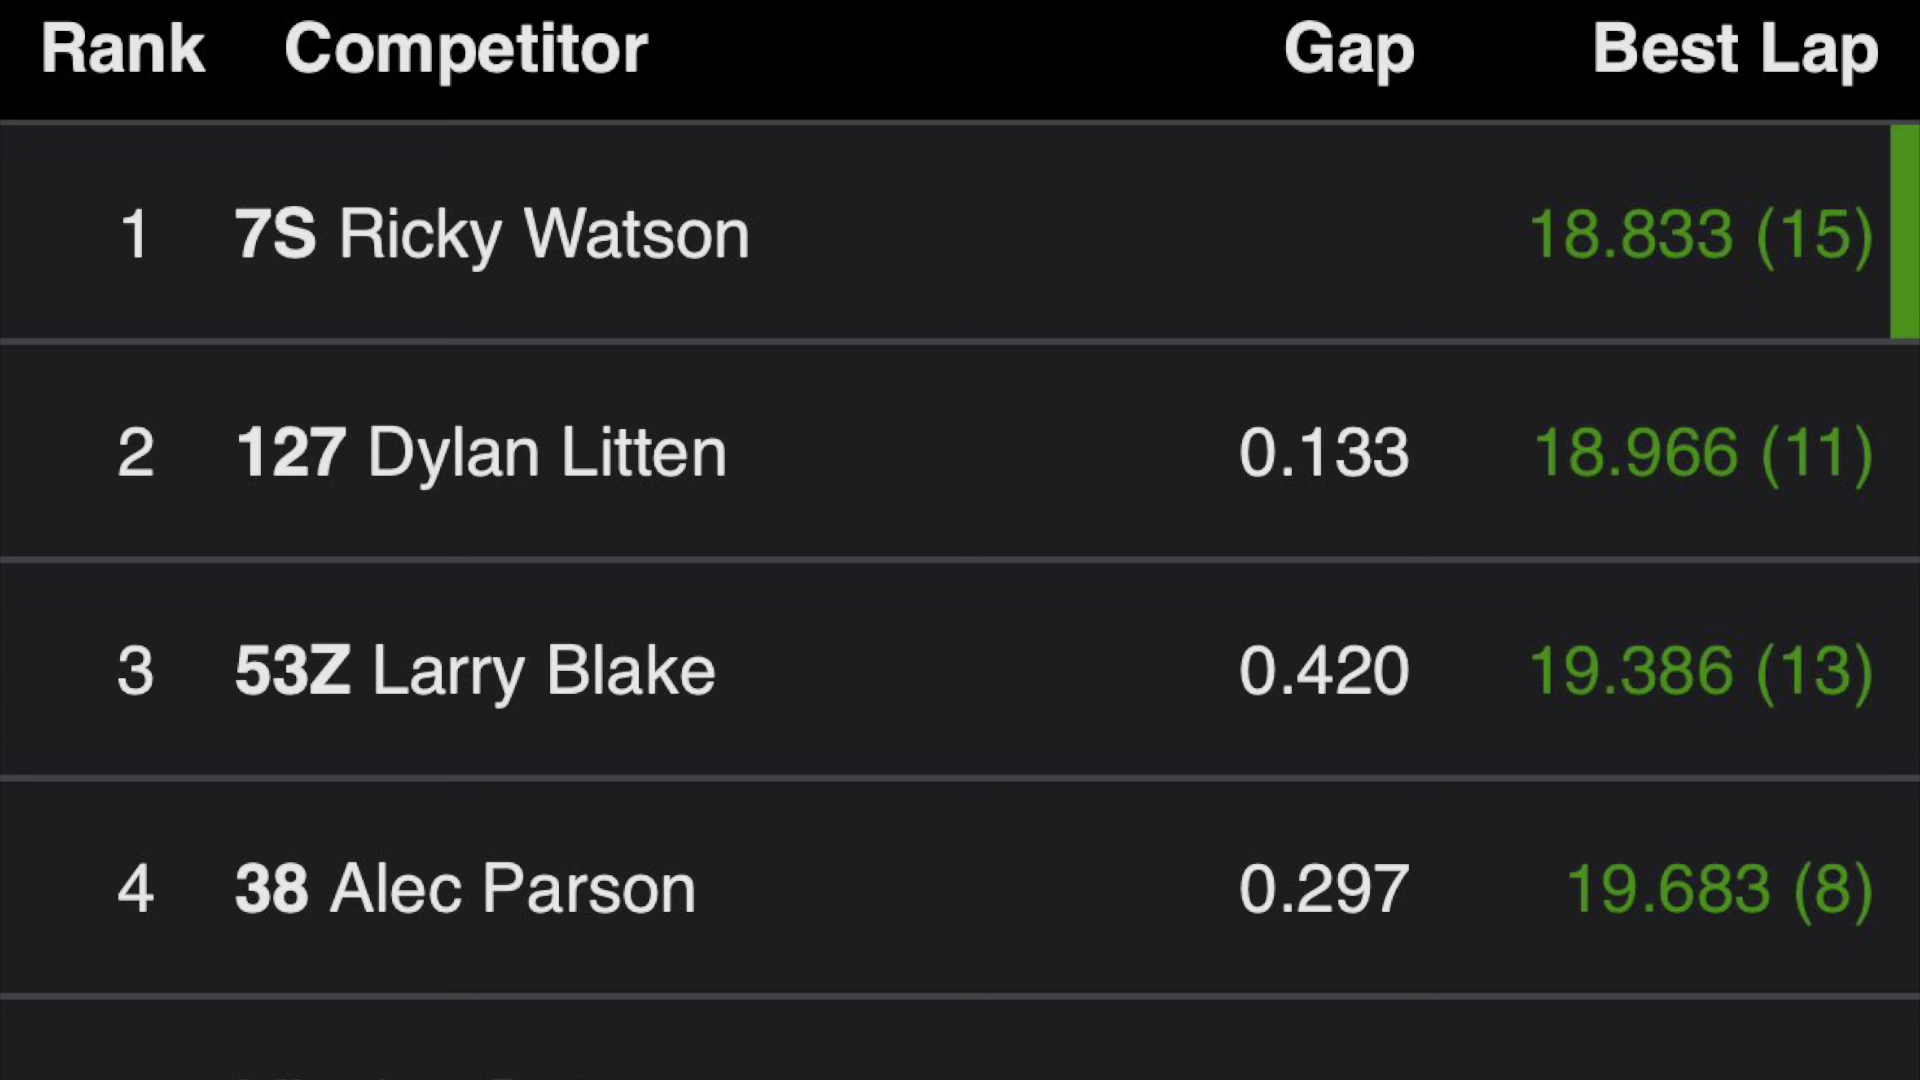 Rank Competitor Gap Best Lap
1 7S Ricky Watson 18.833 (15)
2 127 Dylan Litten 0.133 18.966 (11)
3 53Z Larry Blake 0.420 19.386 (13)
4 38 Alec Parson 0.297 19.683 (8)